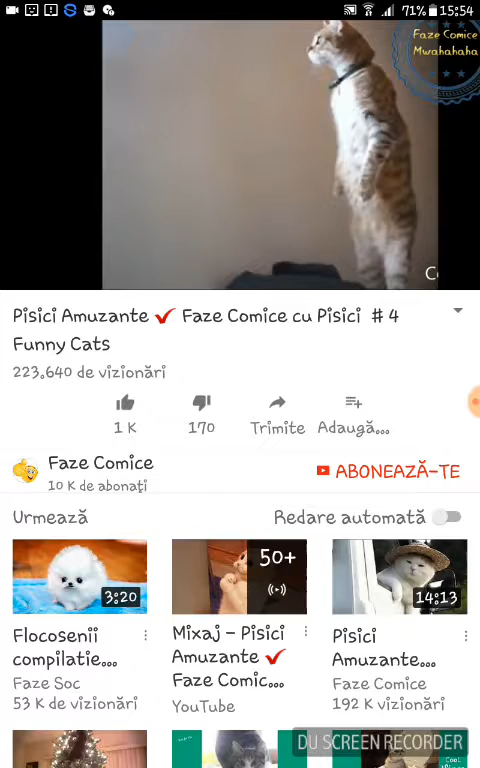 71% 15:54
Faze Comice
Mwahahaha
Pisici Amuzante ✔ Faze Comice cu Pisici # 4
Funny Cats
223.640 de vizionări
1 K
170
Trimite
Adaugă...
Faze Comice
10 K de abonați
ABONEAZĂ-TE
Urmează
Redare automată
3:20
50+
14:13
Flocosenii
compilatie...
Faze Soc
53 K de vizionări
Mixaj - Pisici
Amuzante ✔
Faze Comic...
YouTube
Pisici
Amuzante...
Faze Comice
192 K vizionări
DU SCREEN RECORDER